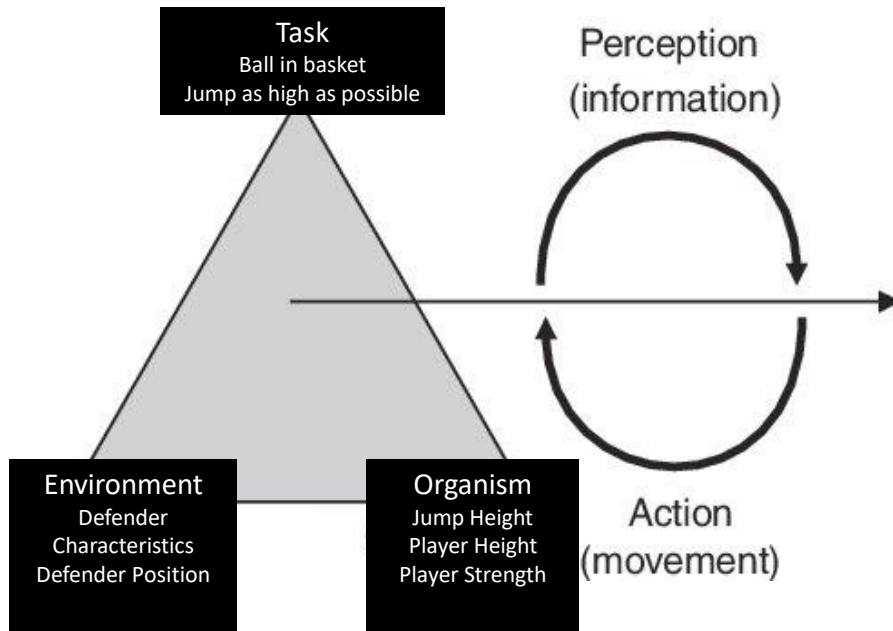 Task
Ball in basket
Jump as high as possible
Perception
(information)
Environment
Defender
Characteristics
Defender Position
Organism
Jump Height
Player Height
Player Strength
Action
(movement)